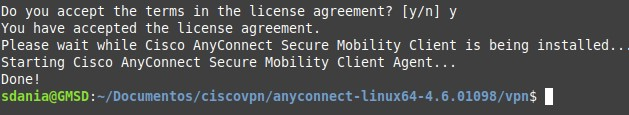 Do you accept the terms in the license agreement? [y/n] y
You have accepted the license agreement.
Please wait while Cisco AnyConnect Secure Mobility Client is being installed...
Starting Cisco AnyConnect Secure Mobility Client Agent...
Done!
sdania@GMSD:~/Documentos/ciscovpn/anyconnect-linux64-4.6.01098/vpn$